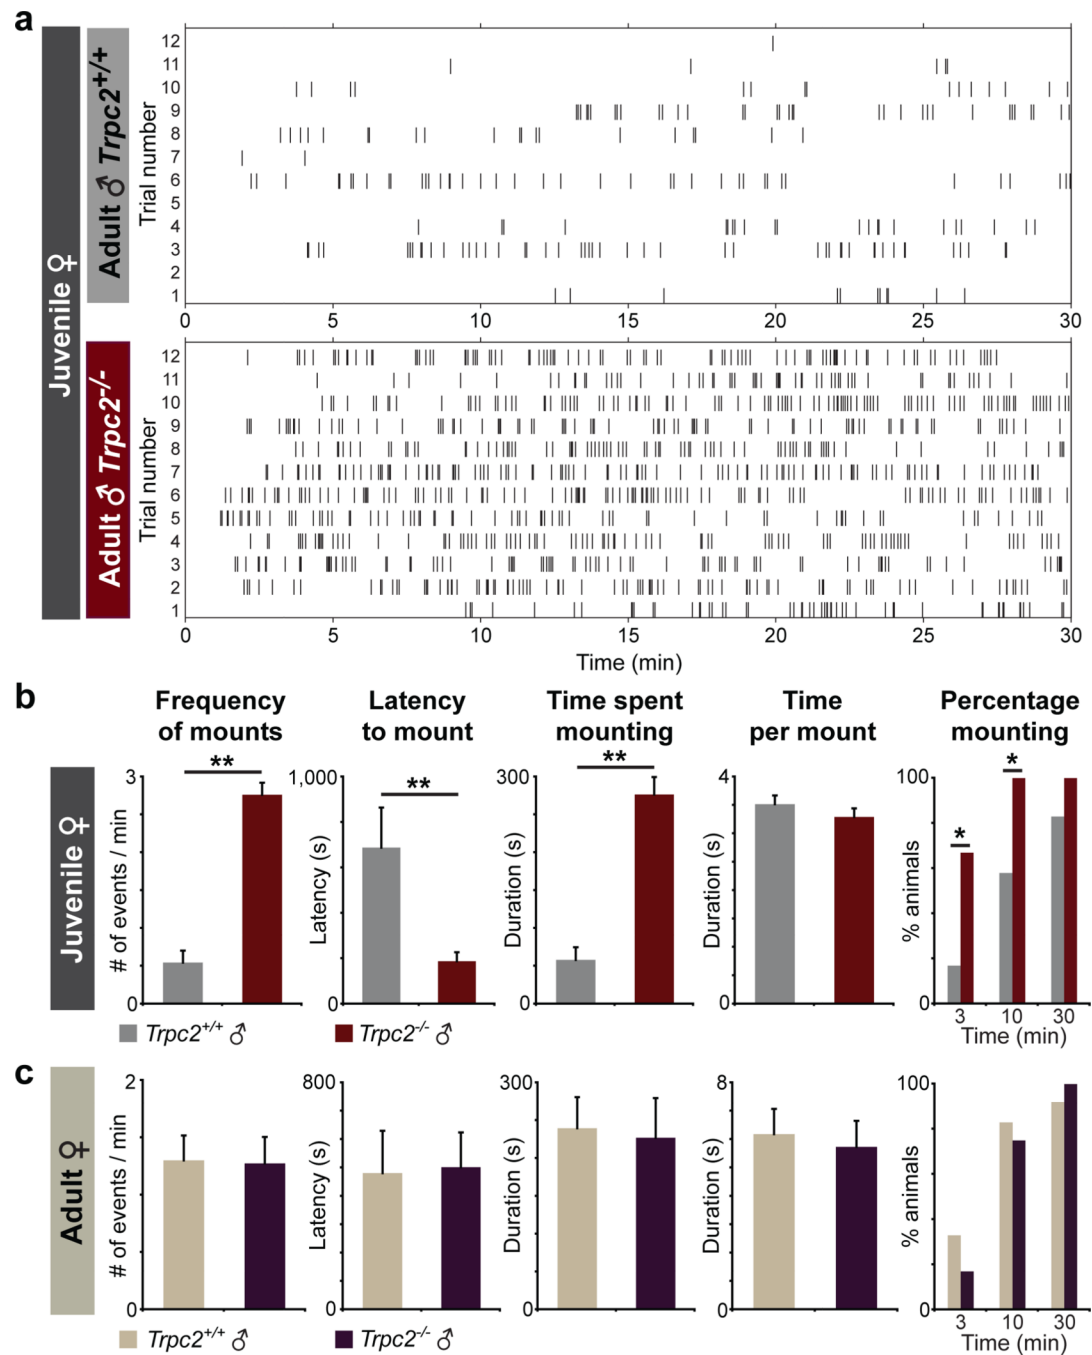 a
Juvenile ♀
Adult ♂ Trpc2+/+
Trial number
12
11
10
9
8
7
6
5
4
3
2
1
0 5 10 15 20 25 30
Adult ♂ Trpc2-/-
Trial number
12
11
10
9
8
7
6
5
4
3
2
1
0 5 10 15 20 25 30
Time (min)
b
Juvenile ♀
Frequency
of mounts
# of events / min
3
0
**
Latency
to mount
Latency (s)
1,000
0
**
Time spent
mounting
Duration (s)
300
0
**
Time
per mount
Duration (s)
4
0
Percentage
mounting
% animals
100
0
*
*
3 10 30
Time (min)
Trpc2+/+ ♂
Trpc2-/- ♂
c
Adult ♀
# of events / min
2
0
Latency (s)
800
0
Duration (s)
300
0
Duration (s)
8
0
% animals
100
0
3 10 30
Time (min)
Trpc2+/+ ♂
Trpc2-/- ♂